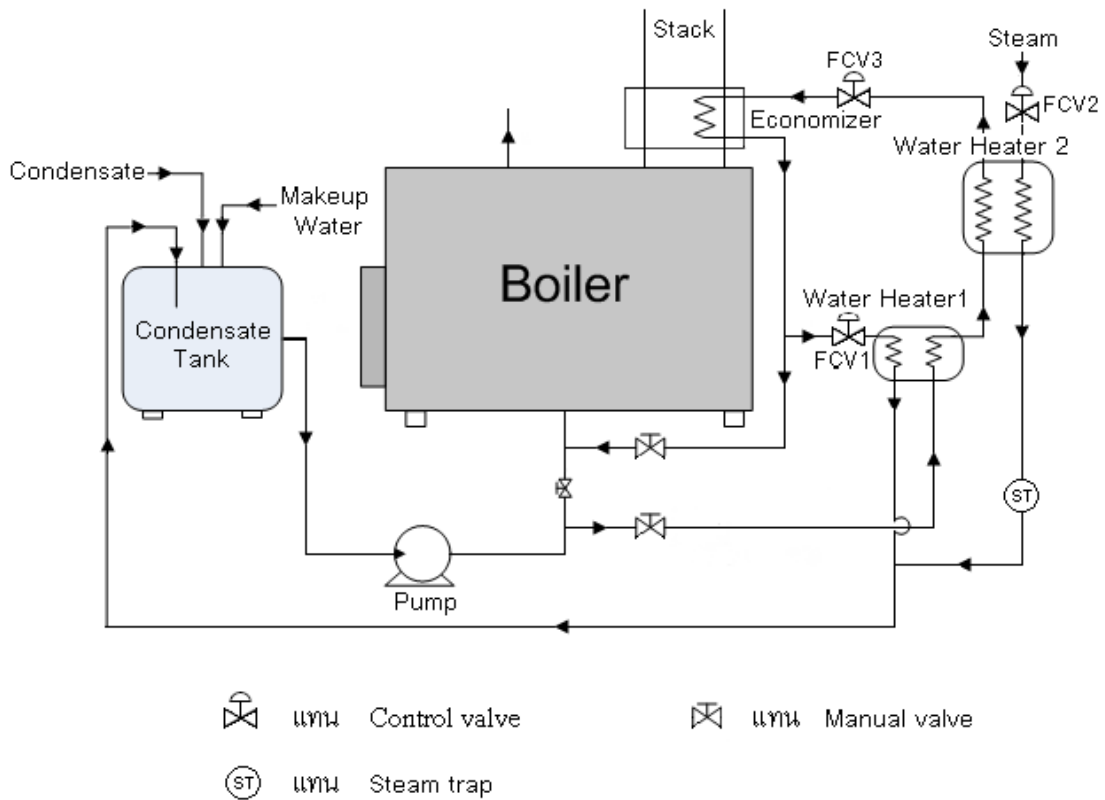 Stack
Steam
FCV3
FCV2
Economizer
Water Heater 2
Condensate
Makeup
Water
Boiler
Condensate
Tank
Water Heater1
FCV1
ST
Pump
แทน Control valve
แทน Manual valve
ST แทน Steam trap